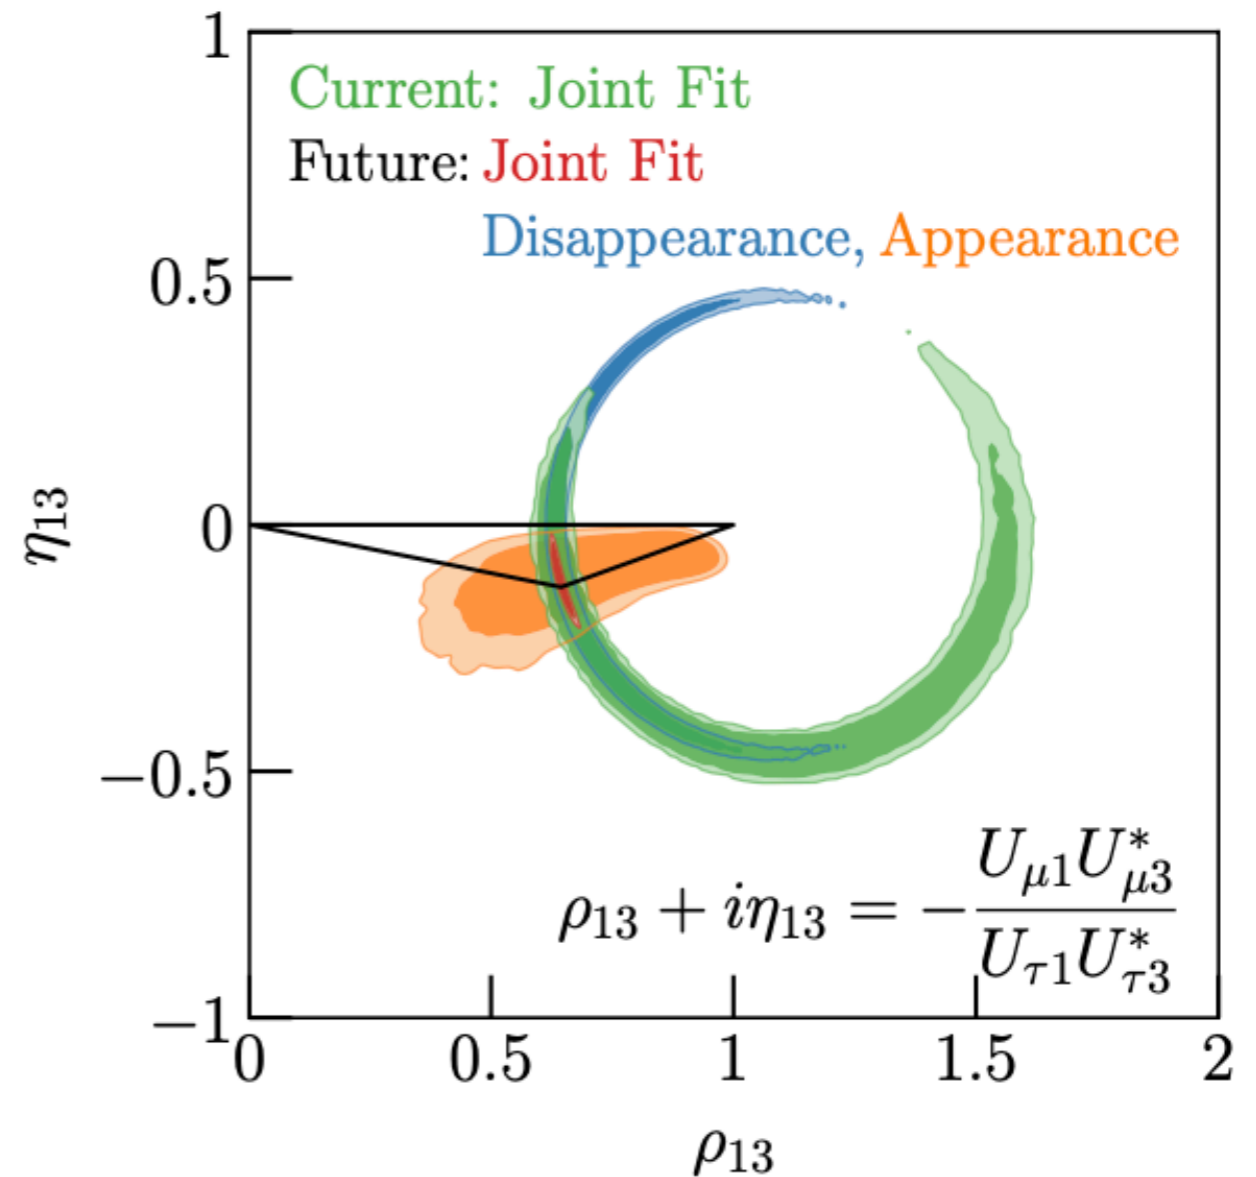 1
Current: Joint Fit
Future: Joint Fit
Disappearance, Appearance
0.5
0
−0.5
−1
η13
ρ13 + iη13 = − Uμ1U*μ3 / Uτ1U*τ3
0 0.5 1 1.5 2
ρ13